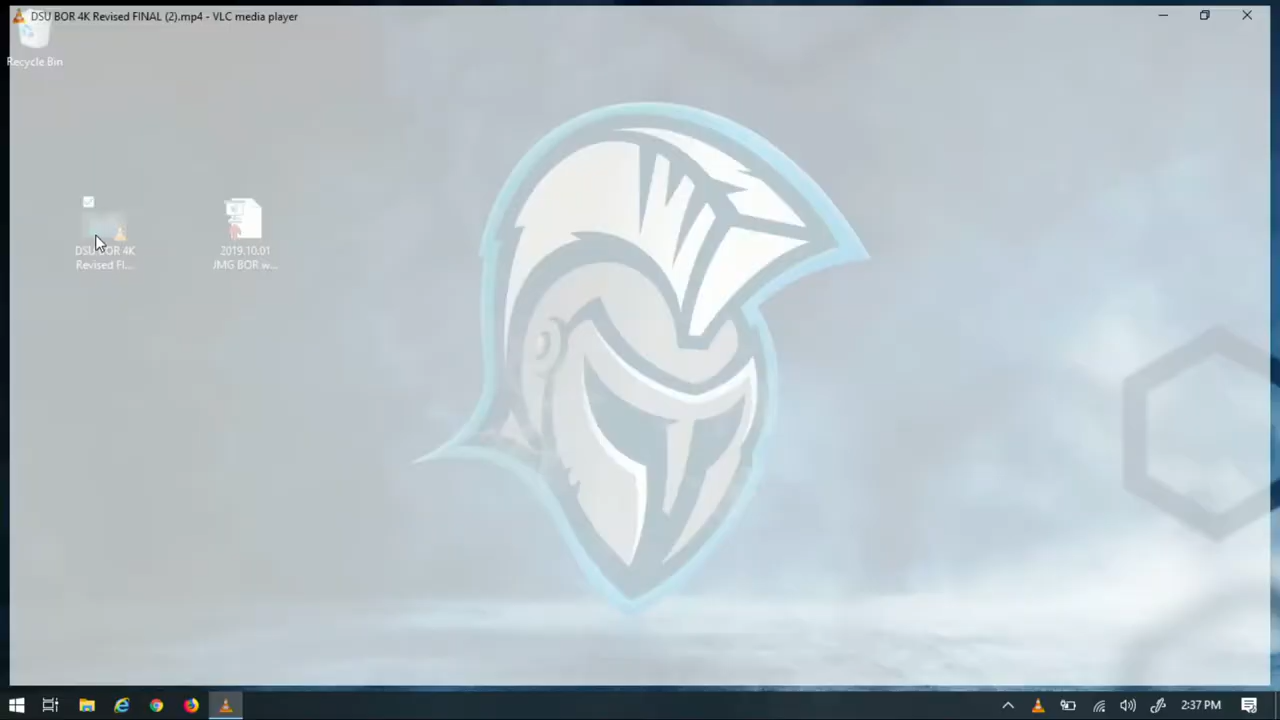 DSU BOR 4K Revised FINAL (2).mp4 - VLC media player
Recycle Bin
DSU BOR 4K
Revised FI...
2019.10.01
JMG BOR w...
2:37 PM